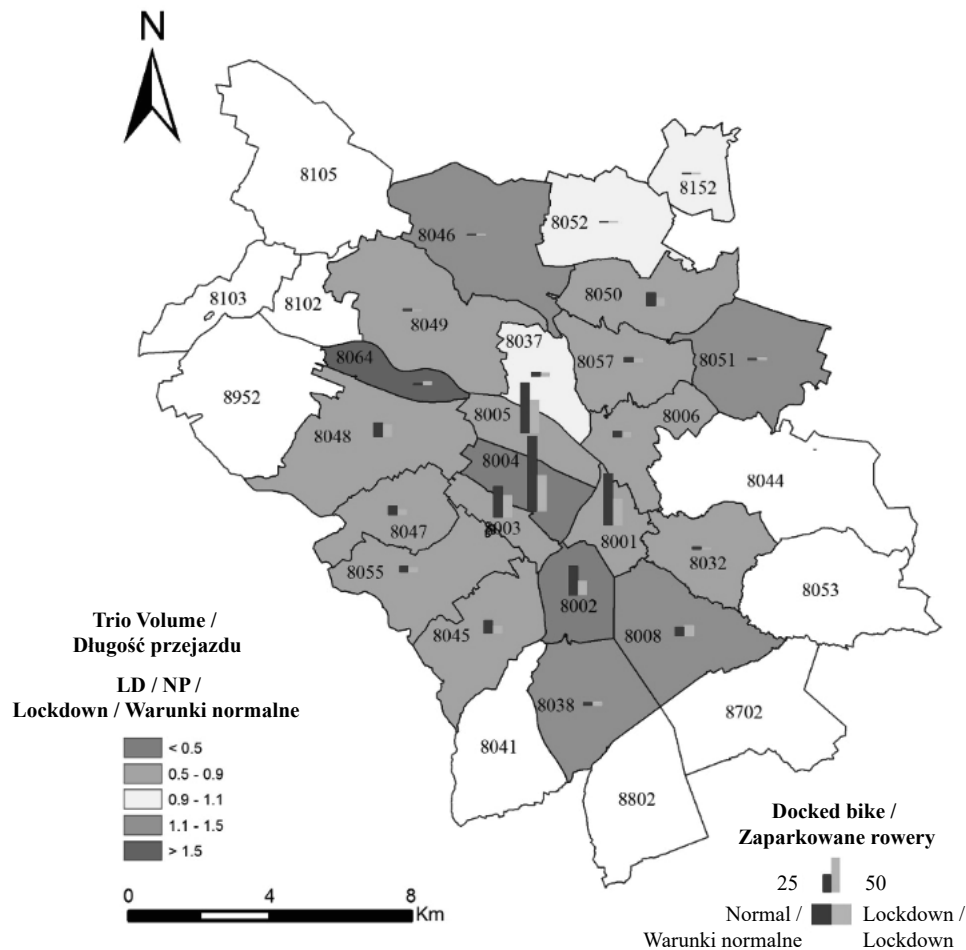 N
8105
8152
8052
8046
8050
8103
8102
8049
8037
8057
8051
8064
8952
8005
8006
8048
8004
8044
8047
8003
8001
8032
8055
8053
8002
8045
8008
8038
8702
8041
8802
Trio Volume /
Długość przejazdu
LD / NP /
Lockdown / Warunki normalne
< 0.5
0.5 - 0.9
0.9 - 1.1
1.1 - 1.5
> 1.5
0 4 8
Km
Docked bike /
Zaparkowane rowery
25 50
Normal / Lockdown /
Warunki normalne Lockdown